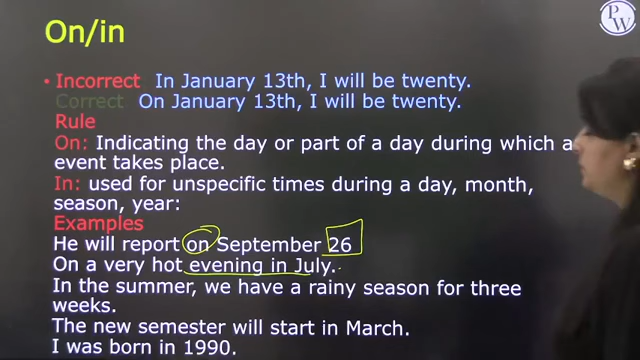 On/in
P
W
• Incorrect In January 13th, I will be twenty.
Correct On January 13th, I will be twenty.
Rule
On: Indicating the day or part of a day during which a
event takes place.
In: used for unspecific times during a day, month,
season, year:
Examples
He will report on September 26
On a very hot evening in July.
In the summer, we have a rainy season for three
weeks.
The new semester will start in March.
I was born in 1990.